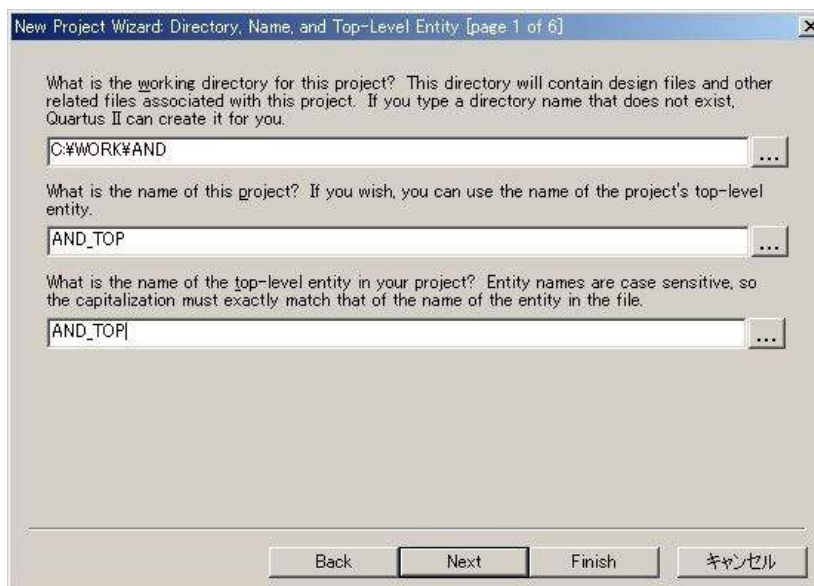 New Project Wizard: Directory, Name, and Top-Level Entity [page 1 of 6]
What is the working directory for this project? This directory will contain design files and other
related files associated with this project. If you type a directory name that does not exist,
Quartus II can create it for you.
C:¥WORK¥AND
...
What is the name of this project? If you wish, you can use the name of the project's top-level
entity.
AND_TOP
...
What is the name of the top-level entity in your project? Entity names are case sensitive, so
the capitalization must exactly match that of the name of the entity in the file.
AND_TOP
...
Back Next Finish キャンセル